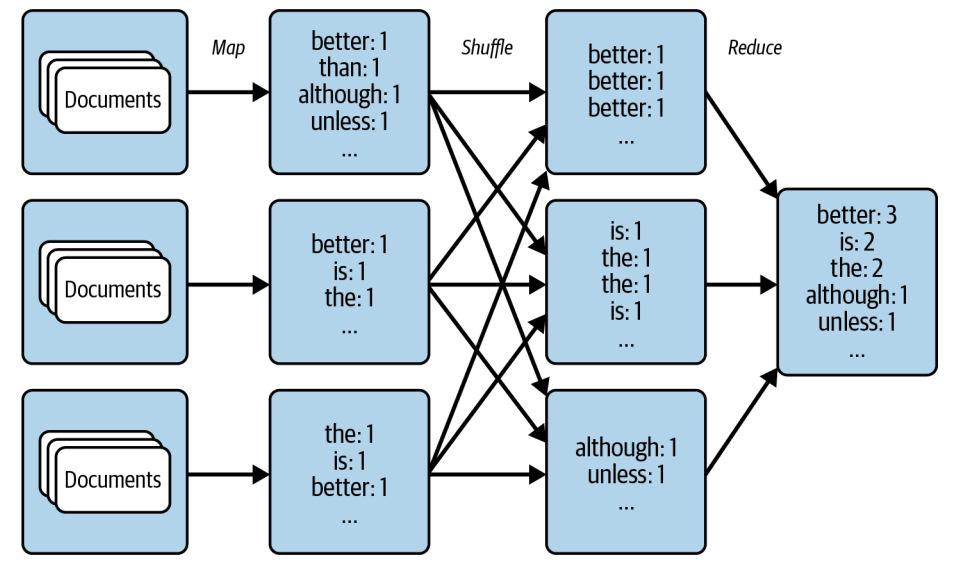 Documents
Map
better: 1
than: 1
although: 1
unless: 1
...
Shuffle
better: 1
better: 1
better: 1
...
Reduce
Documents
better: 1
is: 1
the: 1
...
is: 1
the: 1
the: 1
is: 1
...
better: 3
is: 2
the: 2
although: 1
unless: 1
...
Documents
the: 1
is: 1
better: 1
...
although: 1
unless: 1
...